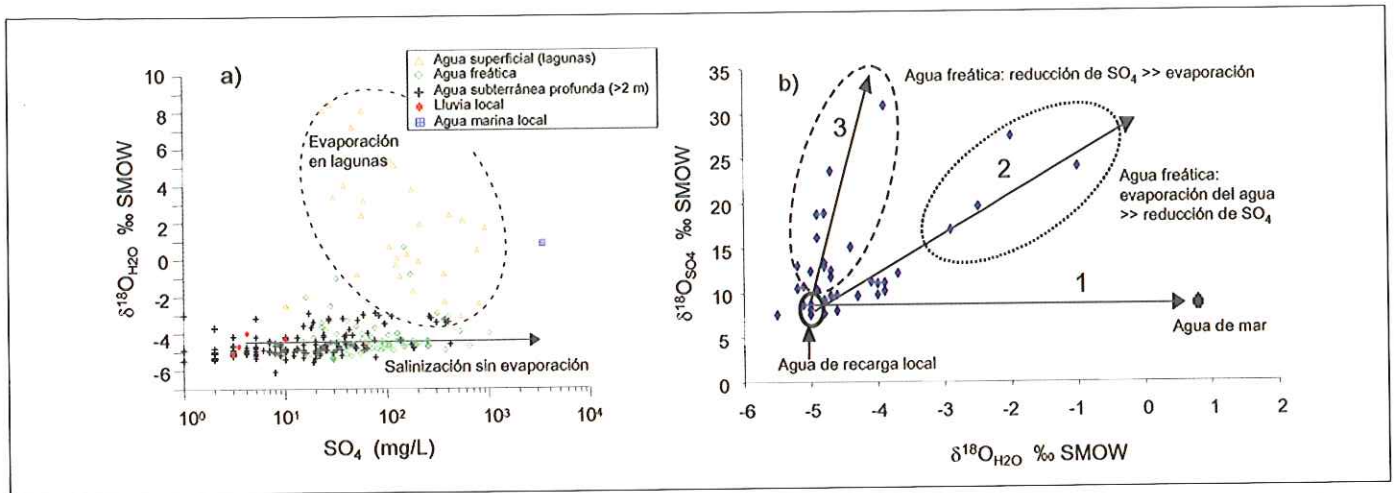 a)
Agua superficial (lagunas)
Agua freática
Agua subterránea profunda (>2 m)
Lluvia local
Agua marina local
Evaporación
en lagunas
Salinización sin evaporación
δ¹⁸O_H2O ‰ SMOW
10
8
6
4
2
0
-2
-4
-6
10⁰
10¹
10²
10³
10⁴
SO₄ (mg/L)
b)
Agua freática: reducción de SO₄ >> evaporación
3
2
Agua freática:
evaporación del agua
>> reducción de SO₄
1
Agua de mar
Agua de recarga local
δ¹⁸O_SO4 ‰ SMOW
35
30
25
20
15
10
5
0
-6
-5
-4
-3
-2
-1
0
1
2
δ¹⁸O_H2O ‰ SMOW